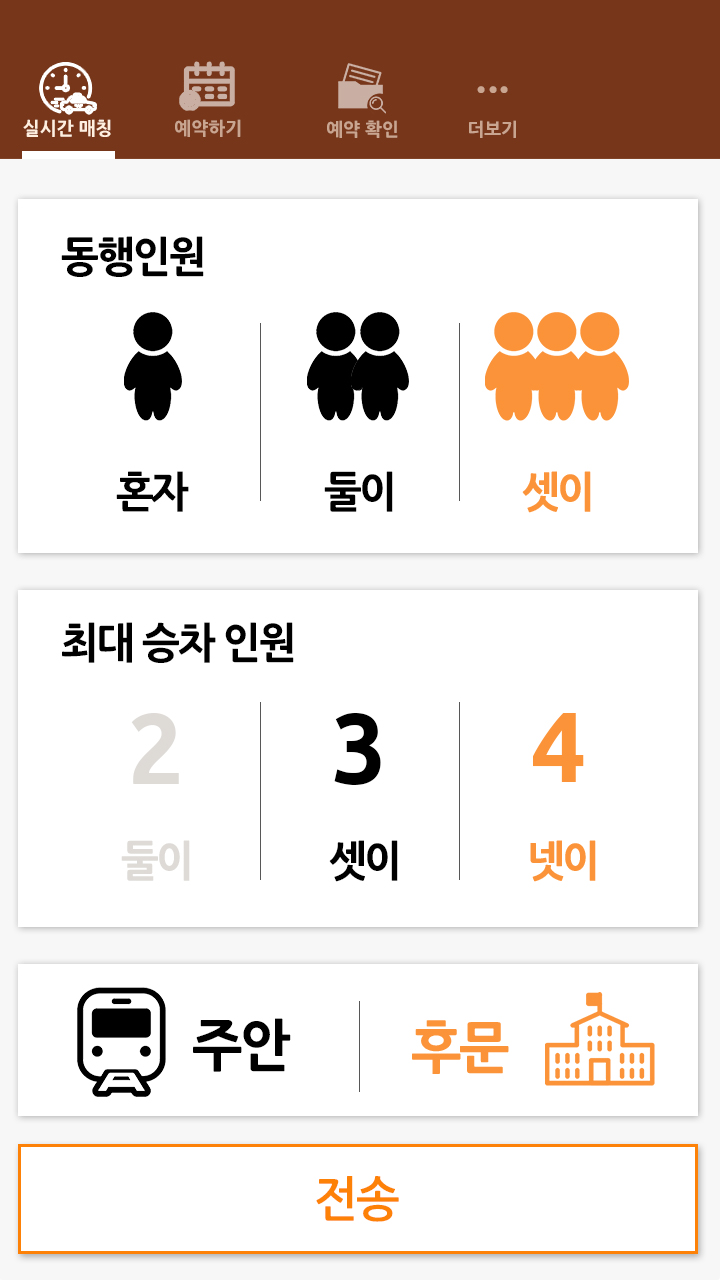 실시간 매칭 예약하기 예약 확인 더보기
동행인원
혼자 둘이 셋이
최대 승차 인원
2 3 4
둘이 셋이 넷이
주안 후문
전송